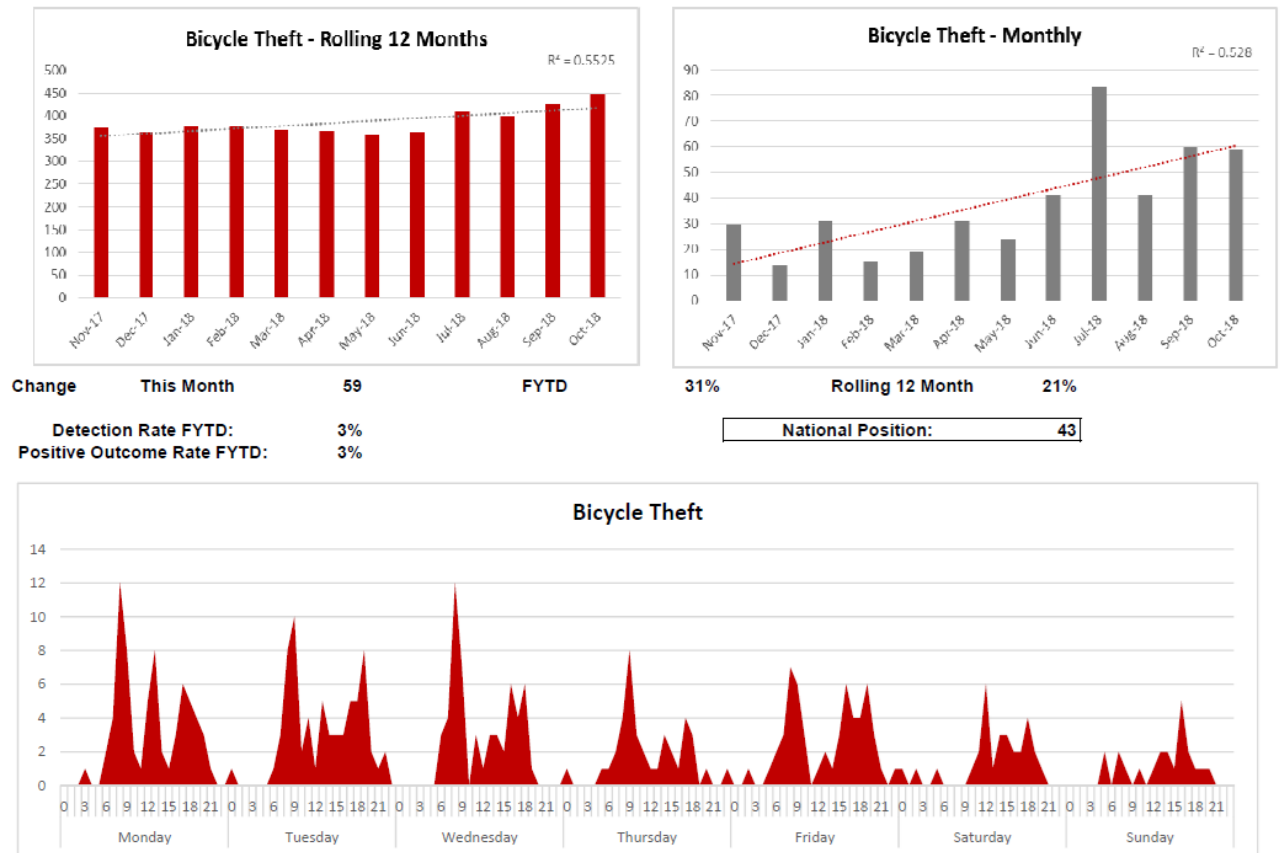 Bicycle Theft - Rolling 12 Months
R² = 0.5525
500
450
400
350
300
250
200
150
100
50
0
Nov-17 Dec-17 Jan-18 Feb-18 Mar-18 Apr-18 May-18 Jun-18 Jul-18 Aug-18 Sep-18 Oct-18
Bicycle Theft - Monthly
R² = 0.528
90
80
70
60
50
40
30
20
10
0
Nov-17 Dec-17 Jan-18 Feb-18 Mar-18 Apr-18 May-18 Jun-18 Jul-18 Aug-18 Sep-18 Oct-18
Change This Month 59 FYTD 31% Rolling 12 Month 21%
Detection Rate FYTD: 3% National Position: 43
Positive Outcome Rate FYTD: 3%
Bicycle Theft
14
12
10
8
6
4
2
0
0 3 6 9 12 15 18 21 0 3 6 9 12 15 18 21 0 3 6 9 12 15 18 21 0 3 6 9 12 15 18 21 0 3 6 9 12 15 18 21 0 3 6 9 12 15 18 21 0 3 6 9 12 15 18 21
Monday Tuesday Wednesday Thursday Friday Saturday Sunday